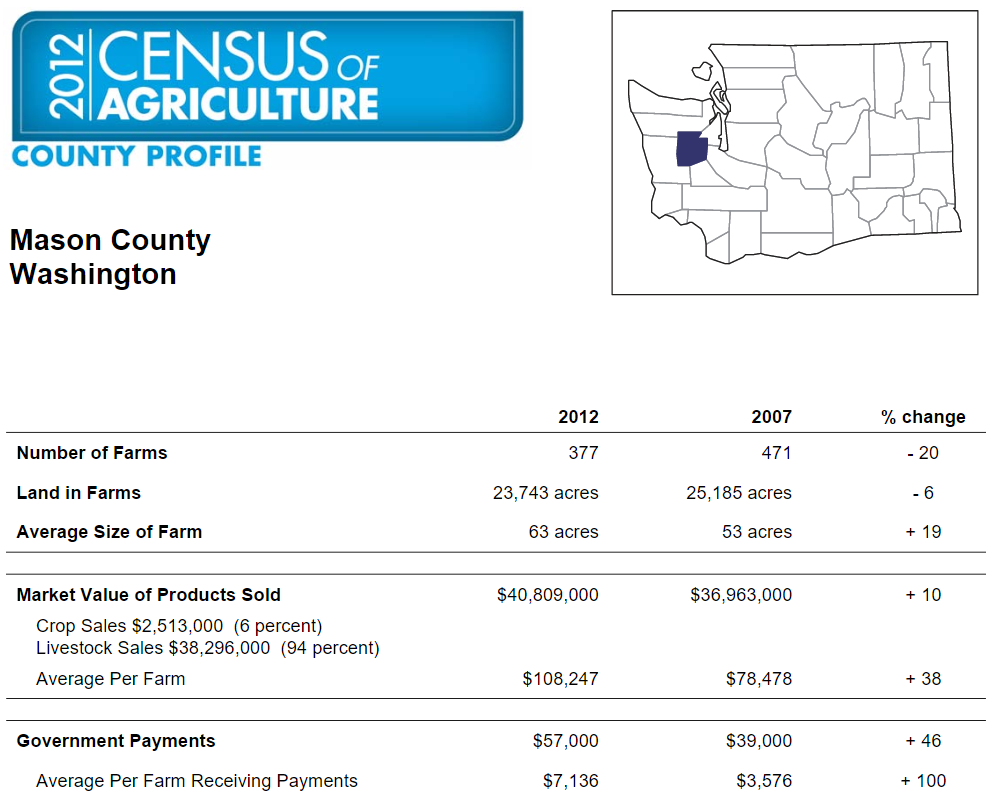 2012 CENSUS OF
AGRICULTURE
COUNTY PROFILE
Mason County
Washington
2012 2007 % change
Number of Farms 377 471 - 20
Land in Farms 23,743 acres 25,185 acres - 6
Average Size of Farm 63 acres 53 acres + 19
Market Value of Products Sold $40,809,000 $36,963,000 + 10
Crop Sales $2,513,000 (6 percent)
Livestock Sales $38,296,000 (94 percent)
Average Per Farm $108,247 $78,478 + 38
Government Payments $57,000 $39,000 + 46
Average Per Farm Receiving Payments $7,136 $3,576 + 100